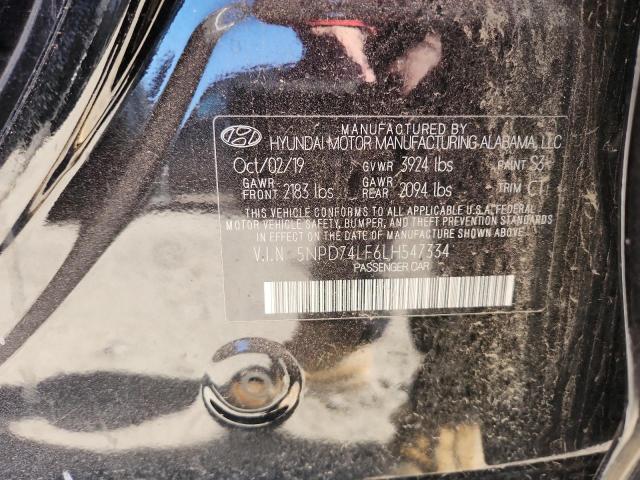 MANUFACTURED BY
HYUNDAI MOTOR MANUFACTURING ALABAMA, LLC
Oct/02/19 GVWR 3924 lbs PAINT S3
GAWR FRONT 2183 lbs GAWR REAR 2094 lbs TRIM CT
THIS VEHICLE CONFORMS TO ALL APPLICABLE U.S.A. FEDERAL
MOTOR VEHICLE SAFETY, BUMPER, AND THEFT PREVENTION STANDARDS
IN EFFECT ON THE DATE OF MANUFACTURE SHOWN ABOVE.
V.I.N 5NPD74LF6LH547334
PASSENGER CAR